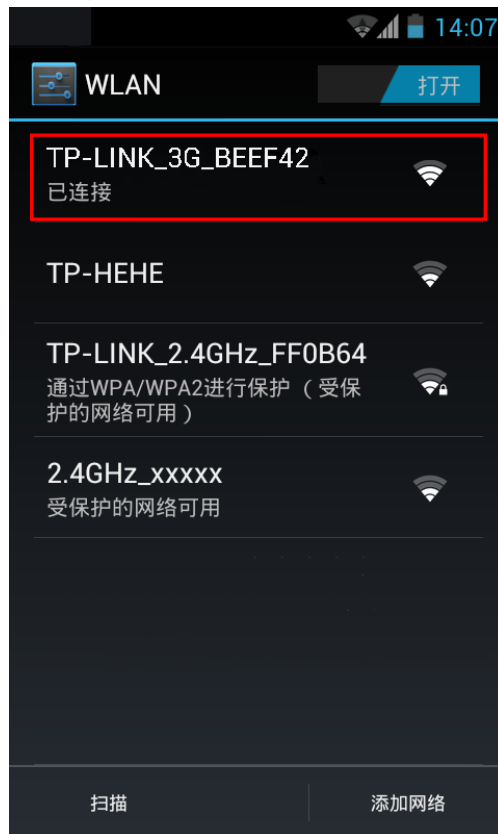 14:07
WLAN
打开
TP-LINK_3G_BEEF42
已连接
TP-HEHE
TP-LINK_2.4GHz_FF0B64
通过WPA/WPA2进行保护（受保
护的网络可用）
2.4GHz_xxxxx
受保护的网络可用
扫描
添加网络